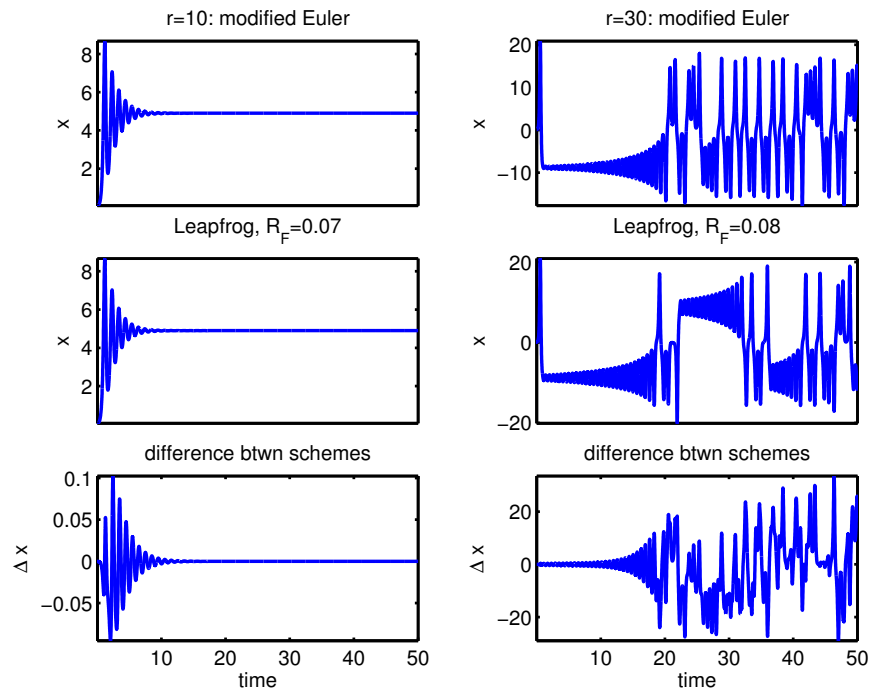 r=10: modified Euler
8
6
4
2
x
r=30: modified Euler
20
10
0
−10
x
Leapfrog, R_F=0.07
8
6
4
2
x
Leapfrog, R_F=0.08
20
0
−20
x
difference btwn schemes
0.1
0.05
0
−0.05
Δ x
10 20 30 40 50
time
difference btwn schemes
20
0
−20
Δ x
10 20 30 40 50
time